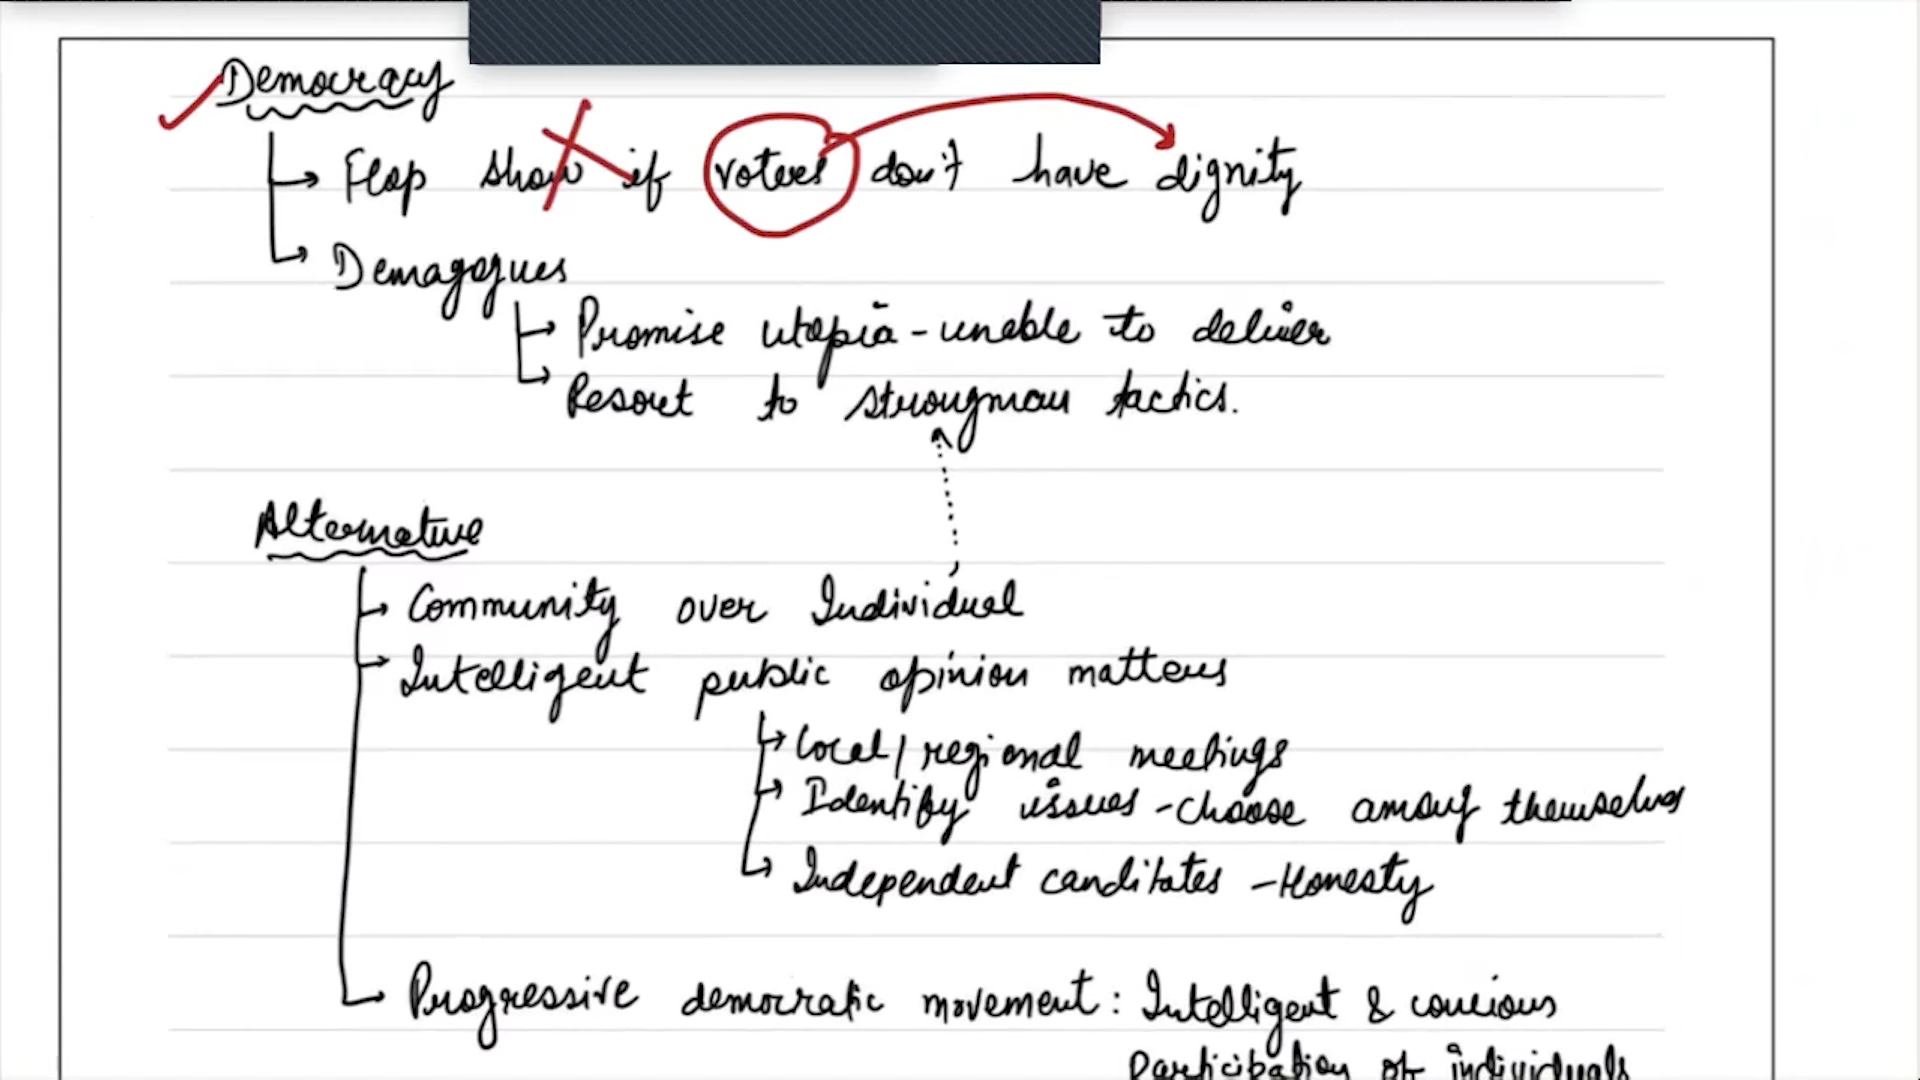 Democracy
Flop show if voters don't have dignity
Demagogues
Promise utopia - unable to deliver
Resort to strongman tactics.
Alternative
Community over Individual
Intelligent public opinion matters
Local / regional meetings
Identify issues - choose among themselves
Independent canditates - Honesty
Progressive democratic movement : Intelligent & concious
Participation of individuals